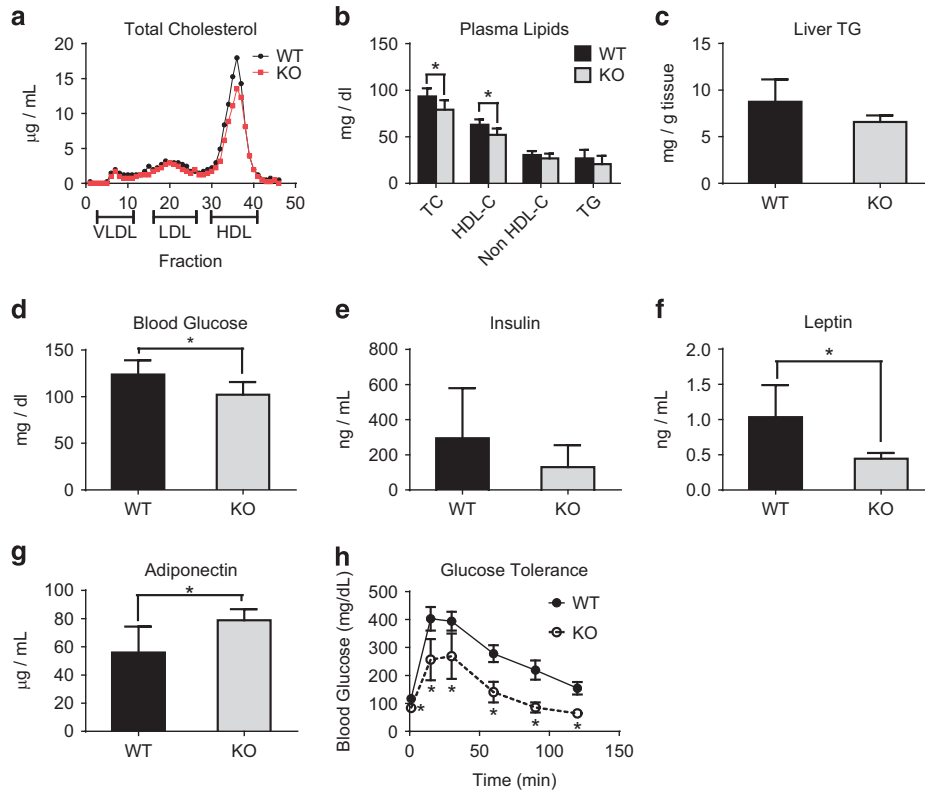 a
Total Cholesterol
µg / mL
20
15
10
5
0
0 10 20 30 40 50
WT
KO
VLDL LDL HDL
Fraction
b
Plasma Lipids
mg / dl
150
100
50
0
WT
KO
*
*
TC HDL-C Non HDL-C TG
c
Liver TG
mg / g tissue
15
10
5
0
WT KO
d
Blood Glucose
mg / dl
150
100
50
0
*
WT KO
e
Insulin
ng / mL
800
600
400
200
0
WT KO
f
Leptin
ng / mL
2.0
1.5
1.0
0.5
0.0
*
WT KO
g
Adiponectin
µg / mL
100
80
60
40
20
0
*
WT KO
h
Glucose Tolerance
Blood Glucose (mg/dL)
500
400
300
200
100
0
WT
KO
* * * * * *
0 50 100 150
Time (min)